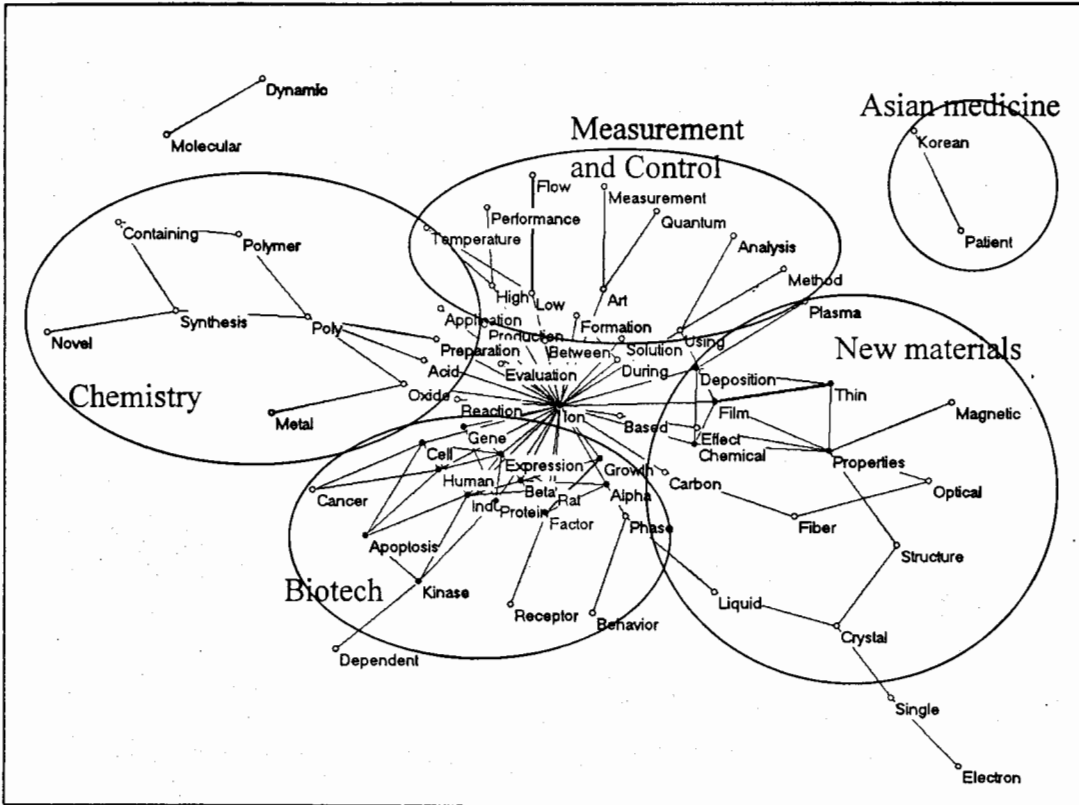 Dynamic
Molecular
Asian medicine
Korean
Patient
Measurement
and Control
Flow
Measurement
Performance
Quantum
Temperature
Analysis
Method
High
Low
Art
Plasma
Containing
Polymer
Synthesis
Poly
Novel
Chemistry
Metal
Application
Production
Formation
Preparation
Between
Solution
Using
Acid
Evaluation
During
Oxide
Reaction
Ion
Based
New materials
Deposition
Thin
Film
Magnetic
Effect
Chemical
Properties
Gene
Cell
Expression
Growth
Carbon
Optical
Cancer
Human
Beta
Rat
Alpha
Protein
Factor
Phase
Fiber
Apoptosis
Structure
Biotech
Kinase
Receptor
Behavior
Liquid
Crystal
Dependent
Single
Electron